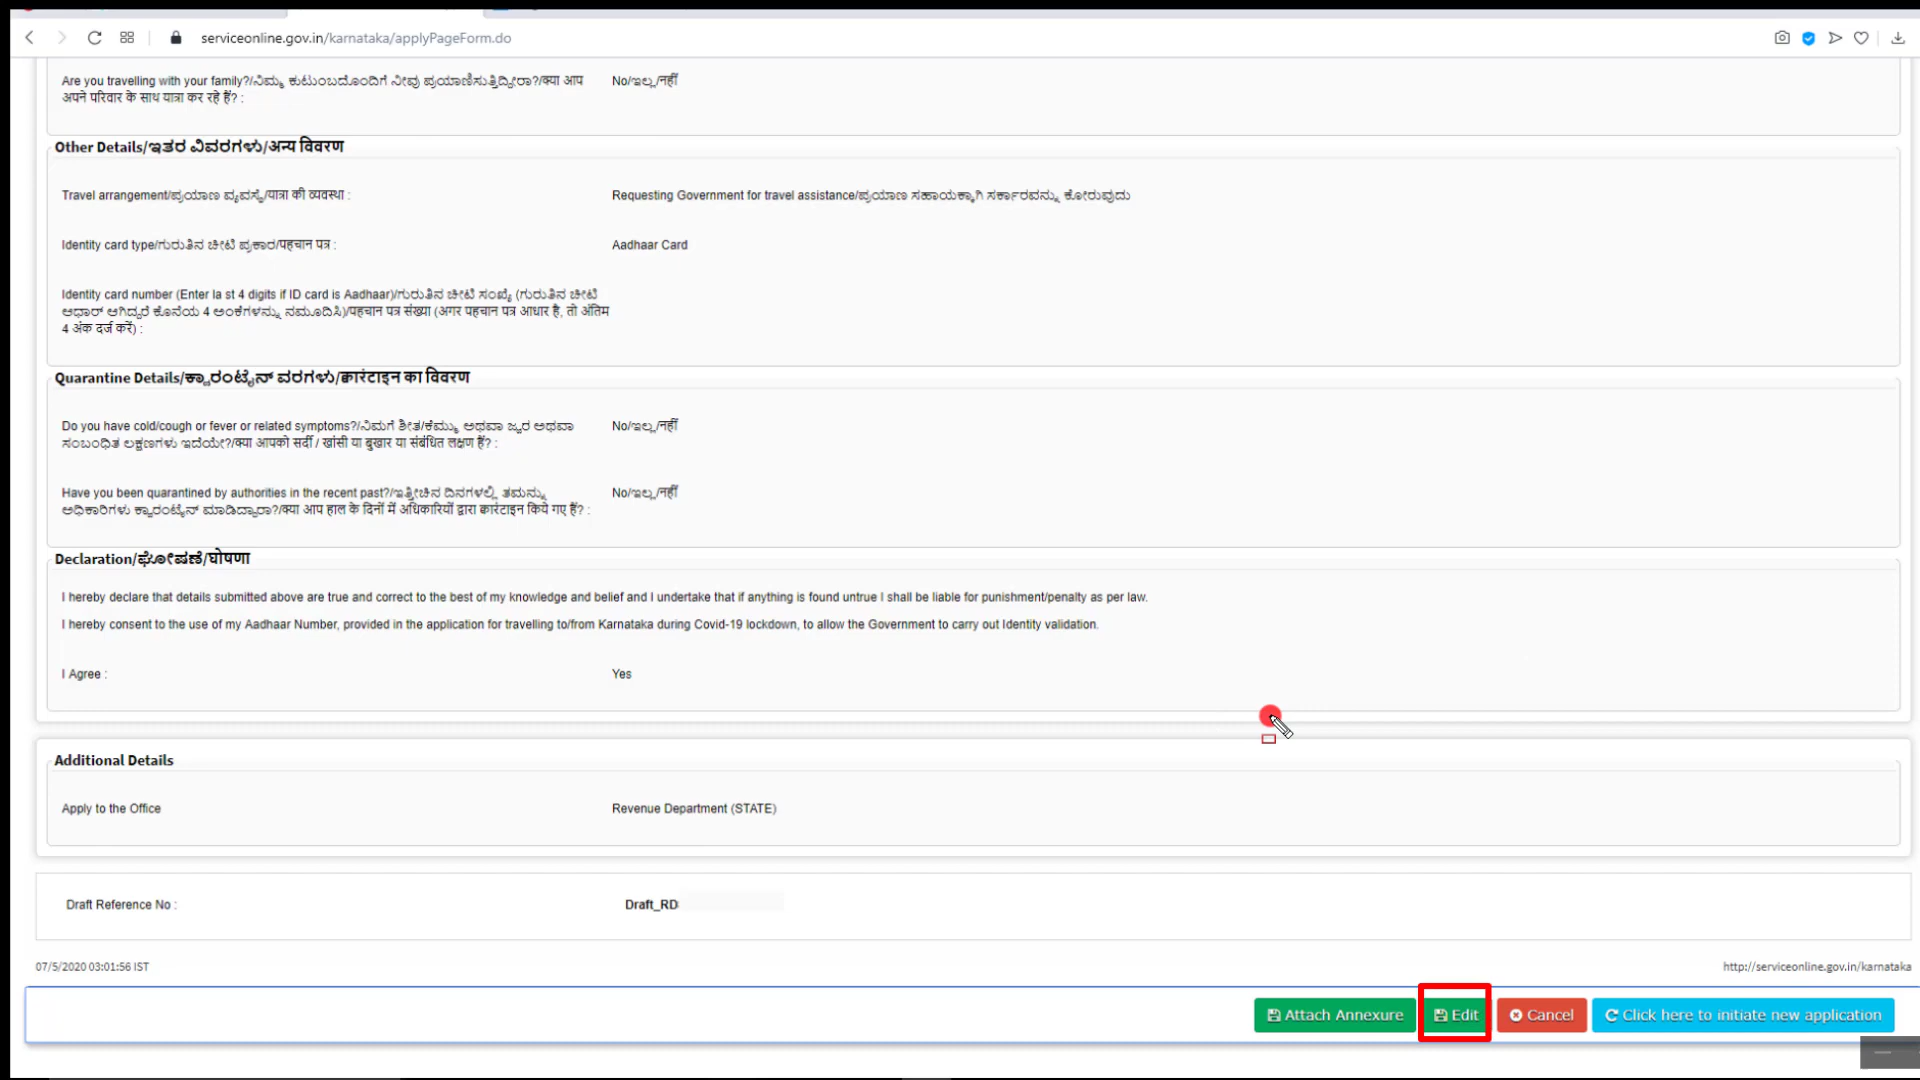 serviceonline.gov.in/karnataka/applyPageForm.do
Are you travelling with your family?/ನಿಮ್ಮ ಕುಟುಂಬದೊಂದಿಗೆ ನೀವು ಪ್ರಯಾಣಿಸುತ್ತಿದ್ದೀರಾ?/क्या आप
अपने परिवार के साथ यात्रा कर रहे हैं? :
No/ಇಲ್ಲ/नहीं
Other Details/ಇತರ ವಿವರಗಳು/अन्य विवरण
Travel arrangement/ಪ್ರಯಾಣ ವ್ಯವಸ್ಥೆ/यात्रा की व्यवस्था :
Requesting Government for travel assistance/ಪ್ರಯಾಣ ಸಹಾಯಕ್ಕಾಗಿ ಸರ್ಕಾರವನ್ನು ಕೋರುವುದು
Identity card type/ಗುರುತಿನ ಚೀಟಿ ಪ್ರಕಾರ/पहचान पत्र :
Aadhaar Card
Identity card number (Enter la st 4 digits if ID card is Aadhaar)/ಗುರುತಿನ ಚೀಟಿ ಸಂಖ್ಯೆ (ಗುರುತಿನ ಚೀಟಿ
ಆಧಾರ್ ಆಗಿದ್ದರೆ ಕೊನೆಯ 4 ಅಂಕೆಗಳನ್ನು ನಮೂದಿಸಿ)/पहचान पत्र संख्या (अगर पहचान पत्र आधार है, तो अंतिम
4 अंक दर्ज करें) :
Quarantine Details/ಕ್ವಾರಂಟೈನ್ ವರಗಳು/क्वारंटाइन का विवरण
Do you have cold/cough or fever or related symptoms?/ನಿಮಗೆ ಶೀತ/ಕೆಮ್ಮು ಅಥವಾ ಜ್ವರ ಅಥವಾ
ಸಂಬಂಧಿತ ಲಕ್ಷಣಗಳು ಇದೆಯೇ?/क्या आपको सर्दी / खांसी या बुखार या संबंधित लक्षण हैं? :
No/ಇಲ್ಲ/नहीं
Have you been quarantined by authorities in the recent past?/ಇತ್ತೀಚಿನ ದಿನಗಳಲ್ಲಿ ತಮನ್ನು
ಅಧಿಕಾರಿಗಳು ಕ್ವಾರಂಟೈನ್ ಮಾಡಿದ್ದಾರಾ?/क्या आप हाल के दिनों में अधिकारियों द्वारा क्वारंटाइन किये गए हैं? :
No/ಇಲ್ಲ/नहीं
Declaration/ಘೋಷಣೆ/घोषणा
I hereby declare that details submitted above are true and correct to the best of my knowledge and belief and I undertake that if anything is found untrue I shall be liable for punishment/penalty as per law.
I hereby consent to the use of my Aadhaar Number, provided in the application for travelling to/from Karnataka during Covid-19 lockdown, to allow the Government to carry out Identity validation.
I Agree :
Yes
Additional Details
Apply to the Office
Revenue Department (STATE)
Draft Reference No :
Draft_RD
07/5/2020 03:01:56 IST
http://serviceonline.gov.in/karnataka
Attach Annexure
Edit
Cancel
Click here to initiate new application